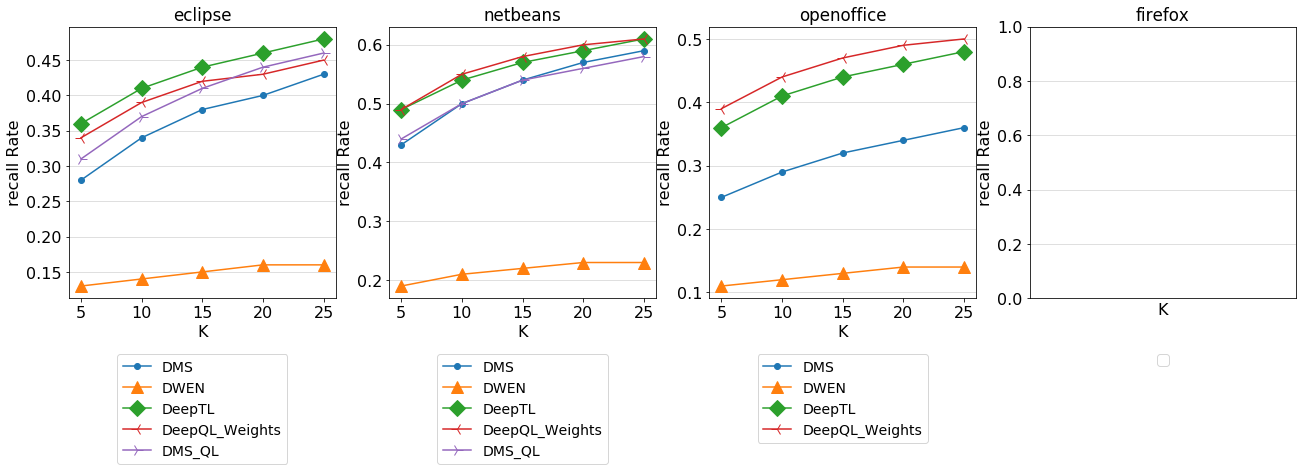 eclipse
recall Rate
0.45
0.40
0.35
0.30
0.25
0.20
0.15
5 10 15 20 25
K
DMS
DWEN
DeepTL
DeepQL_Weights
DMS_QL
netbeans
recall Rate
0.6
0.5
0.4
0.3
0.2
5 10 15 20 25
K
DMS
DWEN
DeepTL
DeepQL_Weights
DMS_QL
openoffice
recall Rate
0.5
0.4
0.3
0.2
0.1
5 10 15 20 25
K
DMS
DWEN
DeepTL
DeepQL_Weights
firefox
recall Rate
1.0
0.8
0.6
0.4
0.2
0.0
K